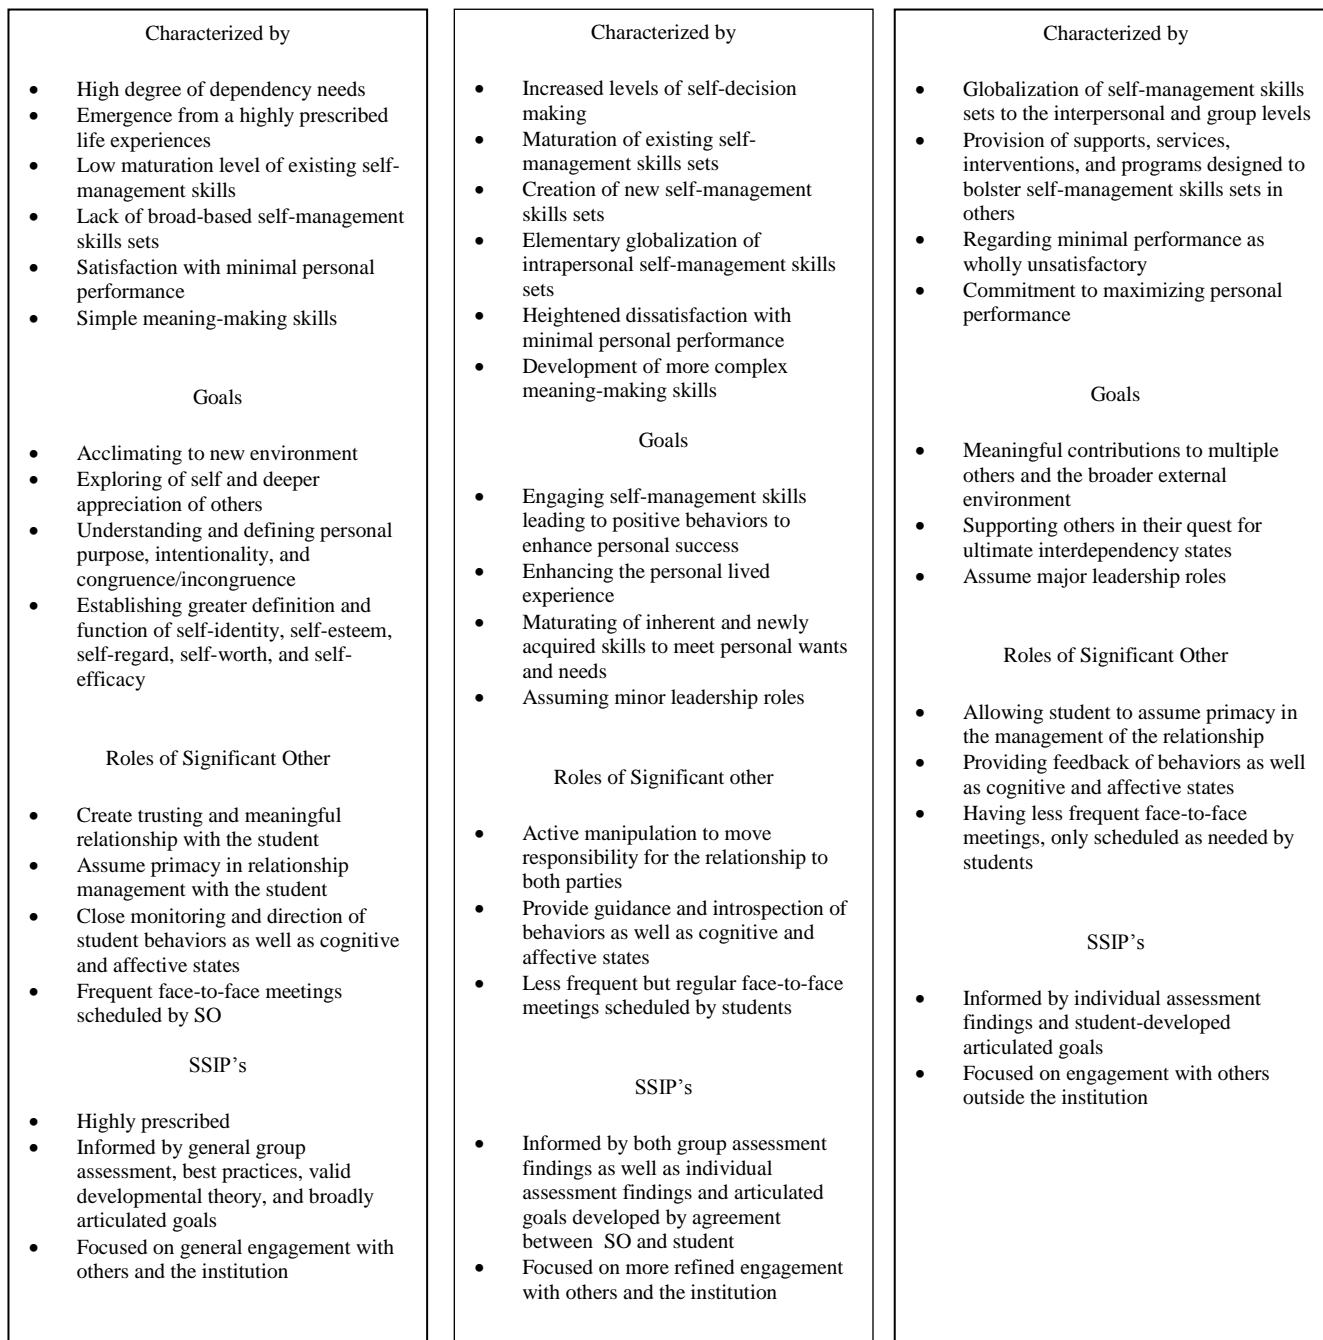 Characterized by
• High degree of dependency needs
• Emergence from a highly prescribed
life experiences
• Low maturation level of existing self-
management skills
• Lack of broad-based self-management
skills sets
• Satisfaction with minimal personal
performance
• Simple meaning-making skills
Goals
• Acclimating to new environment
• Exploring of self and deeper
appreciation of others
• Understanding and defining personal
purpose, intentionality, and
congruence/incongruence
• Establishing greater definition and
function of self-identity, self-esteem,
self-regard, self-worth, and self-
efficacy
Roles of Significant Other
• Create trusting and meaningful
relationship with the student
• Assume primacy in relationship
management with the student
• Close monitoring and direction of
student behaviors as well as cognitive
and affective states
• Frequent face-to-face meetings
scheduled by SO
SSIP’s
• Highly prescribed
• Informed by general group
assessment, best practices, valid
developmental theory, and broadly
articulated goals
• Focused on general engagement with
others and the institution
Characterized by
• Increased levels of self-decision
making
• Maturation of existing self-
management skills sets
• Creation of new self-management
skills sets
• Elementary globalization of
intrapersonal self-management skills
sets
• Heightened dissatisfaction with
minimal personal performance
• Development of more complex
meaning-making skills
Goals
• Engaging self-management skills
leading to positive behaviors to
enhance personal success
• Enhancing the personal lived
experience
• Maturating of inherent and newly
acquired skills to meet personal wants
and needs
• Assuming minor leadership roles
Roles of Significant other
• Active manipulation to move
responsibility for the relationship to
both parties
• Provide guidance and introspection of
behaviors as well as cognitive and
affective states
• Less frequent but regular face-to-face
meetings scheduled by students
SSIP’s
• Informed by both group assessment
findings as well as individual
assessment findings and articulated
goals developed by agreement
between SO and student
• Focused on more refined engagement
with others and the institution
Characterized by
• Globalization of self-management skills
sets to the interpersonal and group levels
• Provision of supports, services,
interventions, and programs designed to
bolster self-management skills sets in
others
• Regarding minimal performance as
wholly unsatisfactory
• Commitment to maximizing personal
performance
Goals
• Meaningful contributions to multiple
others and the broader external
environment
• Supporting others in their quest for
ultimate interdependency states
• Assume major leadership roles
Roles of Significant Other
• Allowing student to assume primacy in
the management of the relationship
• Providing feedback of behaviors as well
as cognitive and affective states
• Having less frequent face-to-face
meetings, only scheduled as needed by
students
SSIP’s
• Informed by individual assessment
findings and student-developed
articulated goals
• Focused on engagement with others
outside the institution